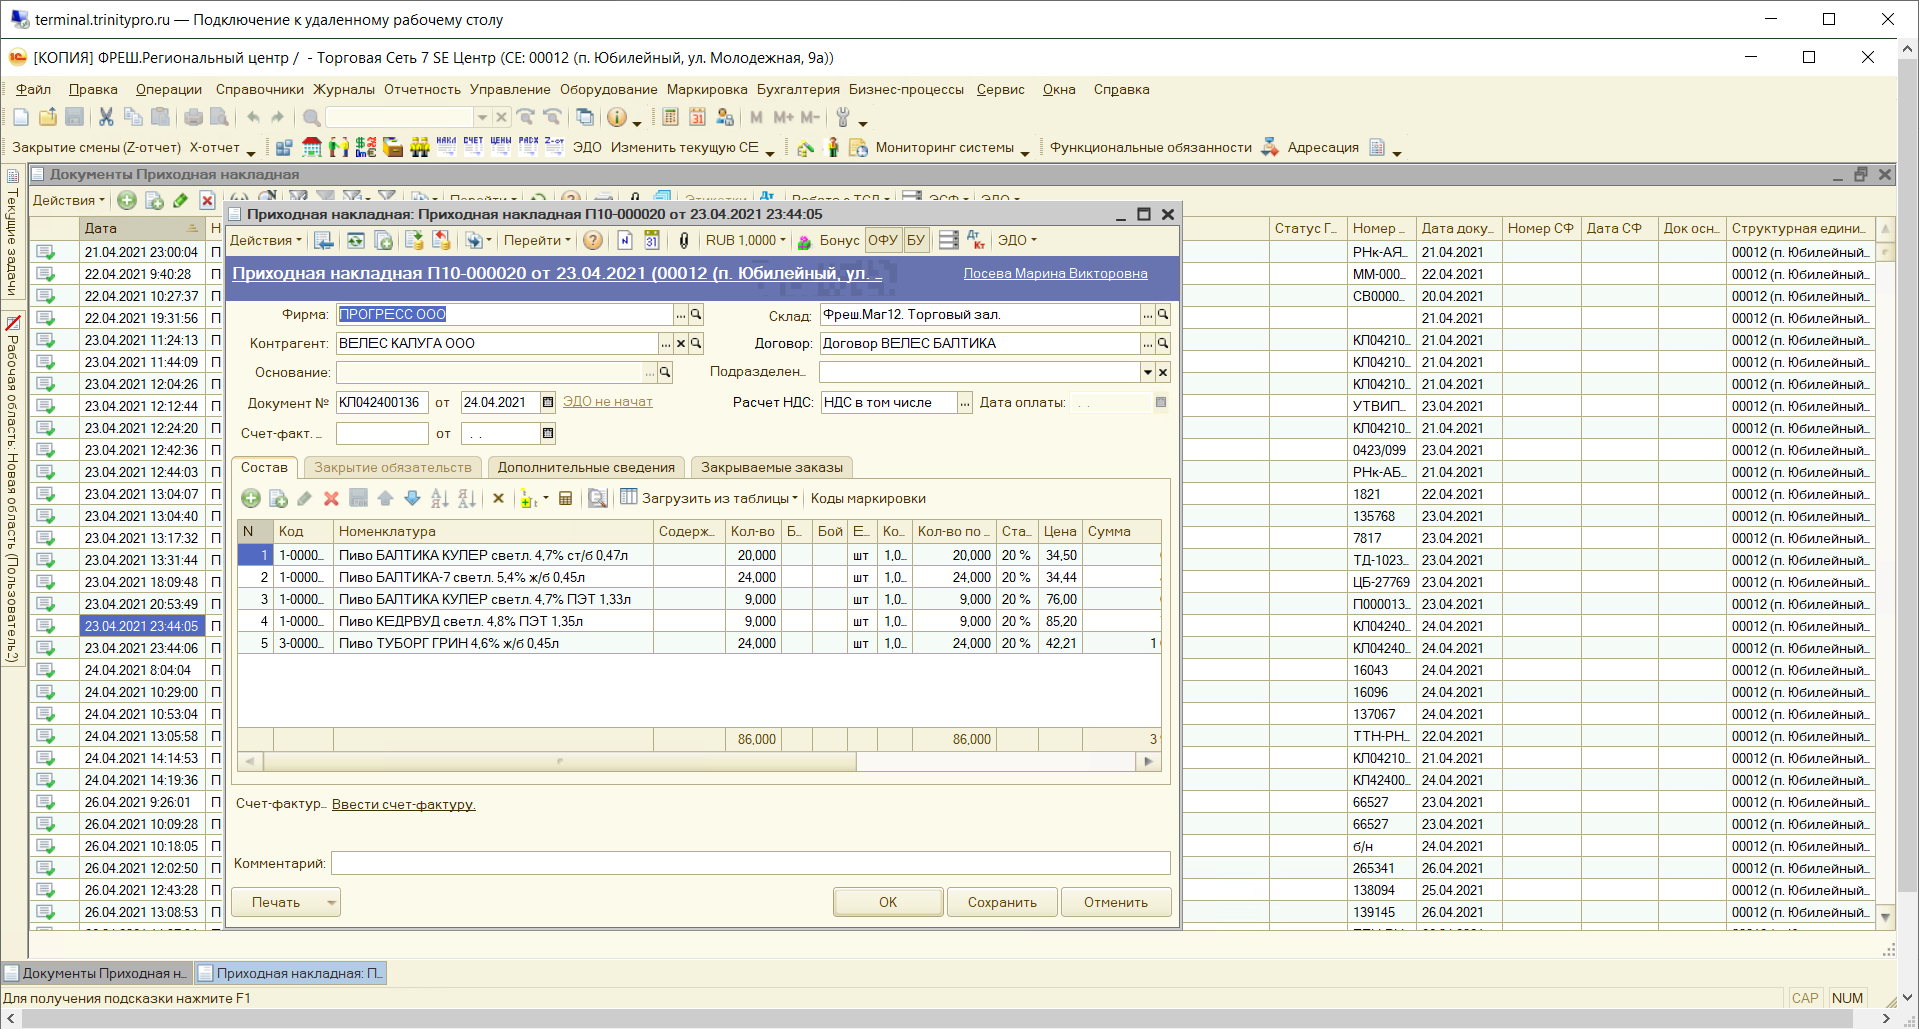 terminal.trinitypro.ru — Подключение к удаленному рабочему столу
[КОПИЯ] ФРЕШ.Региональный центр / - Торговая Сеть 7 SE Центр (СЕ: 00012 (п. Юбилейный, ул. Молодежная, 9а))
Файл Правка Операции Справочники Журналы Отчетность Управление Оборудование Маркировка Бухгалтерия Бизнес-процессы Сервис Окна Справка
M M+ M-
Закрытие смены (Z-отчет) X-отчет НАКЛ СЧЕТ ЦЕНЫ РАСХ Z-от ЭДО Изменить текущую СЕ Мониторинг системы Функциональные обязанности Адресация
Текущие задачи
Рабочая область: Новая область (Пользователь2)
Документы Приходная накладная
Действия
Дата Н Статус Г... Номер ... Дата доку... Номер СФ Дата СФ Док осн... Структурная едини...
21.04.2021 23:00:04 П РНк-АЯ... 21.04.2021 00012 (п. Юбилейный...
22.04.2021 9:40:28 П ММ-000... 22.04.2021 00012 (п. Юбилейный...
22.04.2021 10:27:37 П СВ0000... 20.04.2021 00012 (п. Юбилейный...
22.04.2021 19:31:56 П 21.04.2021 00012 (п. Юбилейный...
23.04.2021 11:24:13 П КЛ04210... 21.04.2021 00012 (п. Юбилейный...
23.04.2021 11:44:09 П КЛ04210... 21.04.2021 00012 (п. Юбилейный...
23.04.2021 12:04:26 П КЛ04210... 21.04.2021 00012 (п. Юбилейный...
23.04.2021 12:12:44 П УТВИП... 23.04.2021 00012 (п. Юбилейный...
23.04.2021 12:24:20 П КЛ04210... 21.04.2021 00012 (п. Юбилейный...
23.04.2021 12:42:36 П 0423/099 23.04.2021 00012 (п. Юбилейный...
23.04.2021 12:44:03 П РНк-АБ... 21.04.2021 00012 (п. Юбилейный...
23.04.2021 13:04:07 П 1821 22.04.2021 00012 (п. Юбилейный...
23.04.2021 13:04:40 П 135768 23.04.2021 00012 (п. Юбилейный...
23.04.2021 13:17:32 П 7817 23.04.2021 00012 (п. Юбилейный...
23.04.2021 13:31:44 П ТД-1023... 23.04.2021 00012 (п. Юбилейный...
23.04.2021 18:09:48 П ЦБ-27769 23.04.2021 00012 (п. Юбилейный...
23.04.2021 20:53:49 П П000013... 23.04.2021 00012 (п. Юбилейный...
23.04.2021 23:44:05 П КЛ04240... 24.04.2021 00012 (п. Юбилейный...
23.04.2021 23:44:06 П КЛ04240... 24.04.2021 00012 (п. Юбилейный...
24.04.2021 8:04:04 П 16043 24.04.2021 00012 (п. Юбилейный...
24.04.2021 10:29:00 П 16096 24.04.2021 00012 (п. Юбилейный...
24.04.2021 10:53:04 П 137067 24.04.2021 00012 (п. Юбилейный...
24.04.2021 13:05:58 П ТТН-РН... 22.04.2021 00012 (п. Юбилейный...
24.04.2021 14:14:53 П КЛ04210... 21.04.2021 00012 (п. Юбилейный...
24.04.2021 14:19:36 П КЛ42400... 24.04.2021 00012 (п. Юбилейный...
26.04.2021 9:26:01 П 66527 23.04.2021 00012 (п. Юбилейный...
26.04.2021 10:09:28 П 66527 23.04.2021 00012 (п. Юбилейный...
26.04.2021 10:18:05 П б/н 24.04.2021 00012 (п. Юбилейный...
26.04.2021 12:02:50 П 265341 26.04.2021 00012 (п. Юбилейный...
26.04.2021 12:43:28 П 138094 25.04.2021 00012 (п. Юбилейный...
26.04.2021 13:08:53 П 139145 26.04.2021 00012 (п. Юбилейный...
Приходная накладная: Приходная накладная П10-000020 от 23.04.2021 23:44:05
Действия Перейти RUB 1,0000 Бонус ОФУ БУ Дт Кт ЭДО
Приходная накладная П10-000020 от 23.04.2021 (00012 (п. Юбилейный, ул. ... Лосева Марина Викторовна
Фирма: ПРОГРЕСС ООО Склад: Фреш.Маг12. Торговый зал.
Контрагент: ВЕЛЕС КАЛУГА ООО Договор: Договор ВЕЛЕС БАЛТИКА
Основание: Подразделен...
Документ № КЛ042400136 от 24.04.2021 ЭДО не начат Расчет НДС: НДС в том числе Дата оплаты: . .
Счет-факт. ... от . .
Состав Закрытие обязательств Дополнительные сведения Закрываемые заказы
Загрузить из таблицы Коды маркировки
N Код Номенклатура Содерж... Кол-во Б... Бой Е... Ко... Кол-во по ... Ста... Цена Сумма
1 1-0000... Пиво БАЛТИКА КУЛЕР светл. 4,7% ст/б 0,47л 20,000 шт 1,0... 20,000 20 % 34,50
2 1-0000... Пиво БАЛТИКА-7 светл. 5,4% ж/б 0,45л 24,000 шт 1,0... 24,000 20 % 34,44
3 1-0000... Пиво БАЛТИКА КУЛЕР светл. 4,7% ПЭТ 1,33л 9,000 шт 1,0... 9,000 20 % 76,00
4 1-0000... Пиво КЕДРВУД светл. 4,8% ПЭТ 1,35л 9,000 шт 1,0... 9,000 20 % 85,20
5 3-0000... Пиво ТУБОРГ ГРИН 4,6% ж/б 0,45л 24,000 шт 1,0... 24,000 20 % 42,21 1
86,000 86,000 3
Счет-фактур... Ввести счет-фактуру.
Комментарий:
Печать OK Сохранить Отменить
Документы Приходная н... Приходная накладная: П...
Для получения подсказки нажмите F1 CAP NUM